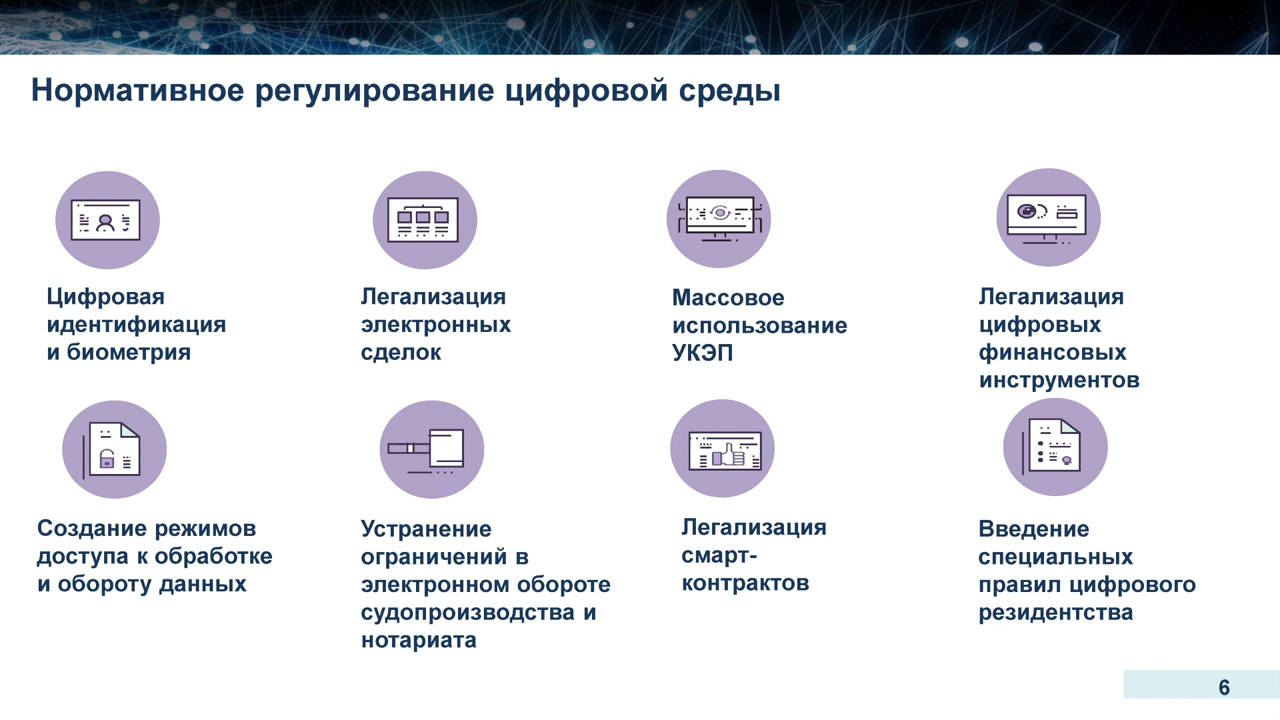 Нормативное регулирование цифровой среды
Цифровая
идентификация
и биометрия
Легализация
электронных
сделок
Массовое
использование
УКЭП
Легализация
цифровых
финансовых
инструментов
Создание режимов
доступа к обработке
и обороту данных
Устранение
ограничений в
электронном обороте
судопроизводства и
нотариата
Легализация
смарт-
контрактов
Введение
специальных
правил цифрового
резидентства
6